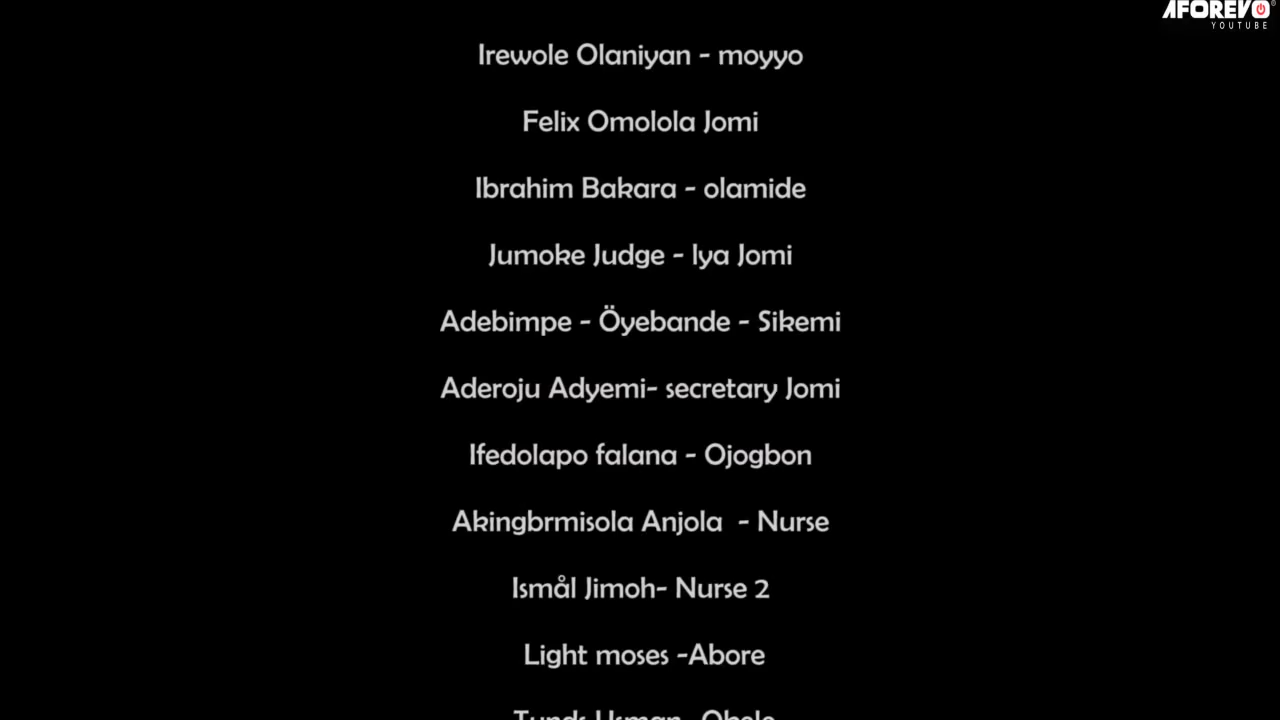 AFOREVO
YOUTUBE
Irewole Olaniyan - moyyo
Felix Omolola Jomi
Ibrahim Bakara - olamide
Jumoke Judge - Iya Jomi
Adebimpe - Öyebande - Sikemi
Aderoju Adyemi- secretary Jomi
Ifedolapo falana - Ojogbon
Akingbrmisola Anjola - Nurse
Ismål Jimoh- Nurse 2
Light moses -Abore